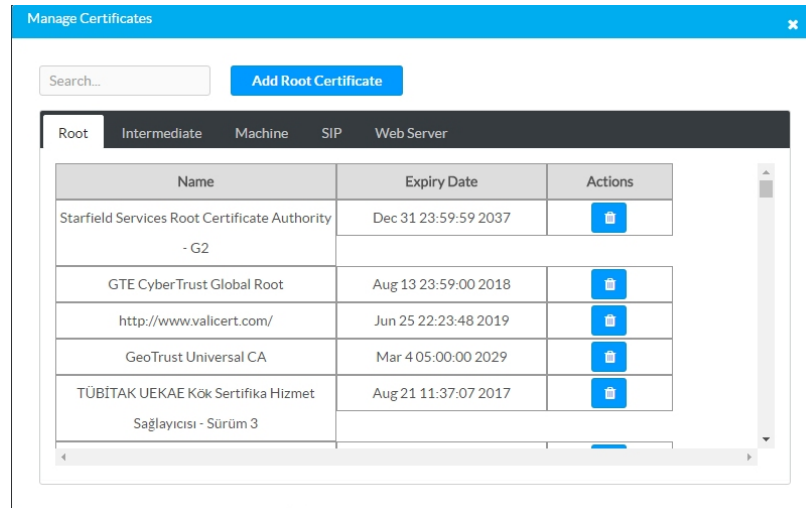 Manage Certificates
Search...
Add Root Certificate
Root Intermediate Machine SIP Web Server
Name Expiry Date Actions
Starfield Services Root Certificate Authority Dec 31 23:59:59 2037
- G2
GTE CyberTrust Global Root Aug 13 23:59:00 2018
http://www.valicert.com/ Jun 25 22:23:48 2019
GeoTrust Universal CA Mar 4 05:00:00 2029
TÜBİTAK UEKAE Kök Sertifika Hizmet Aug 21 11:37:07 2017
Sağlayıcısı - Sürüm 3